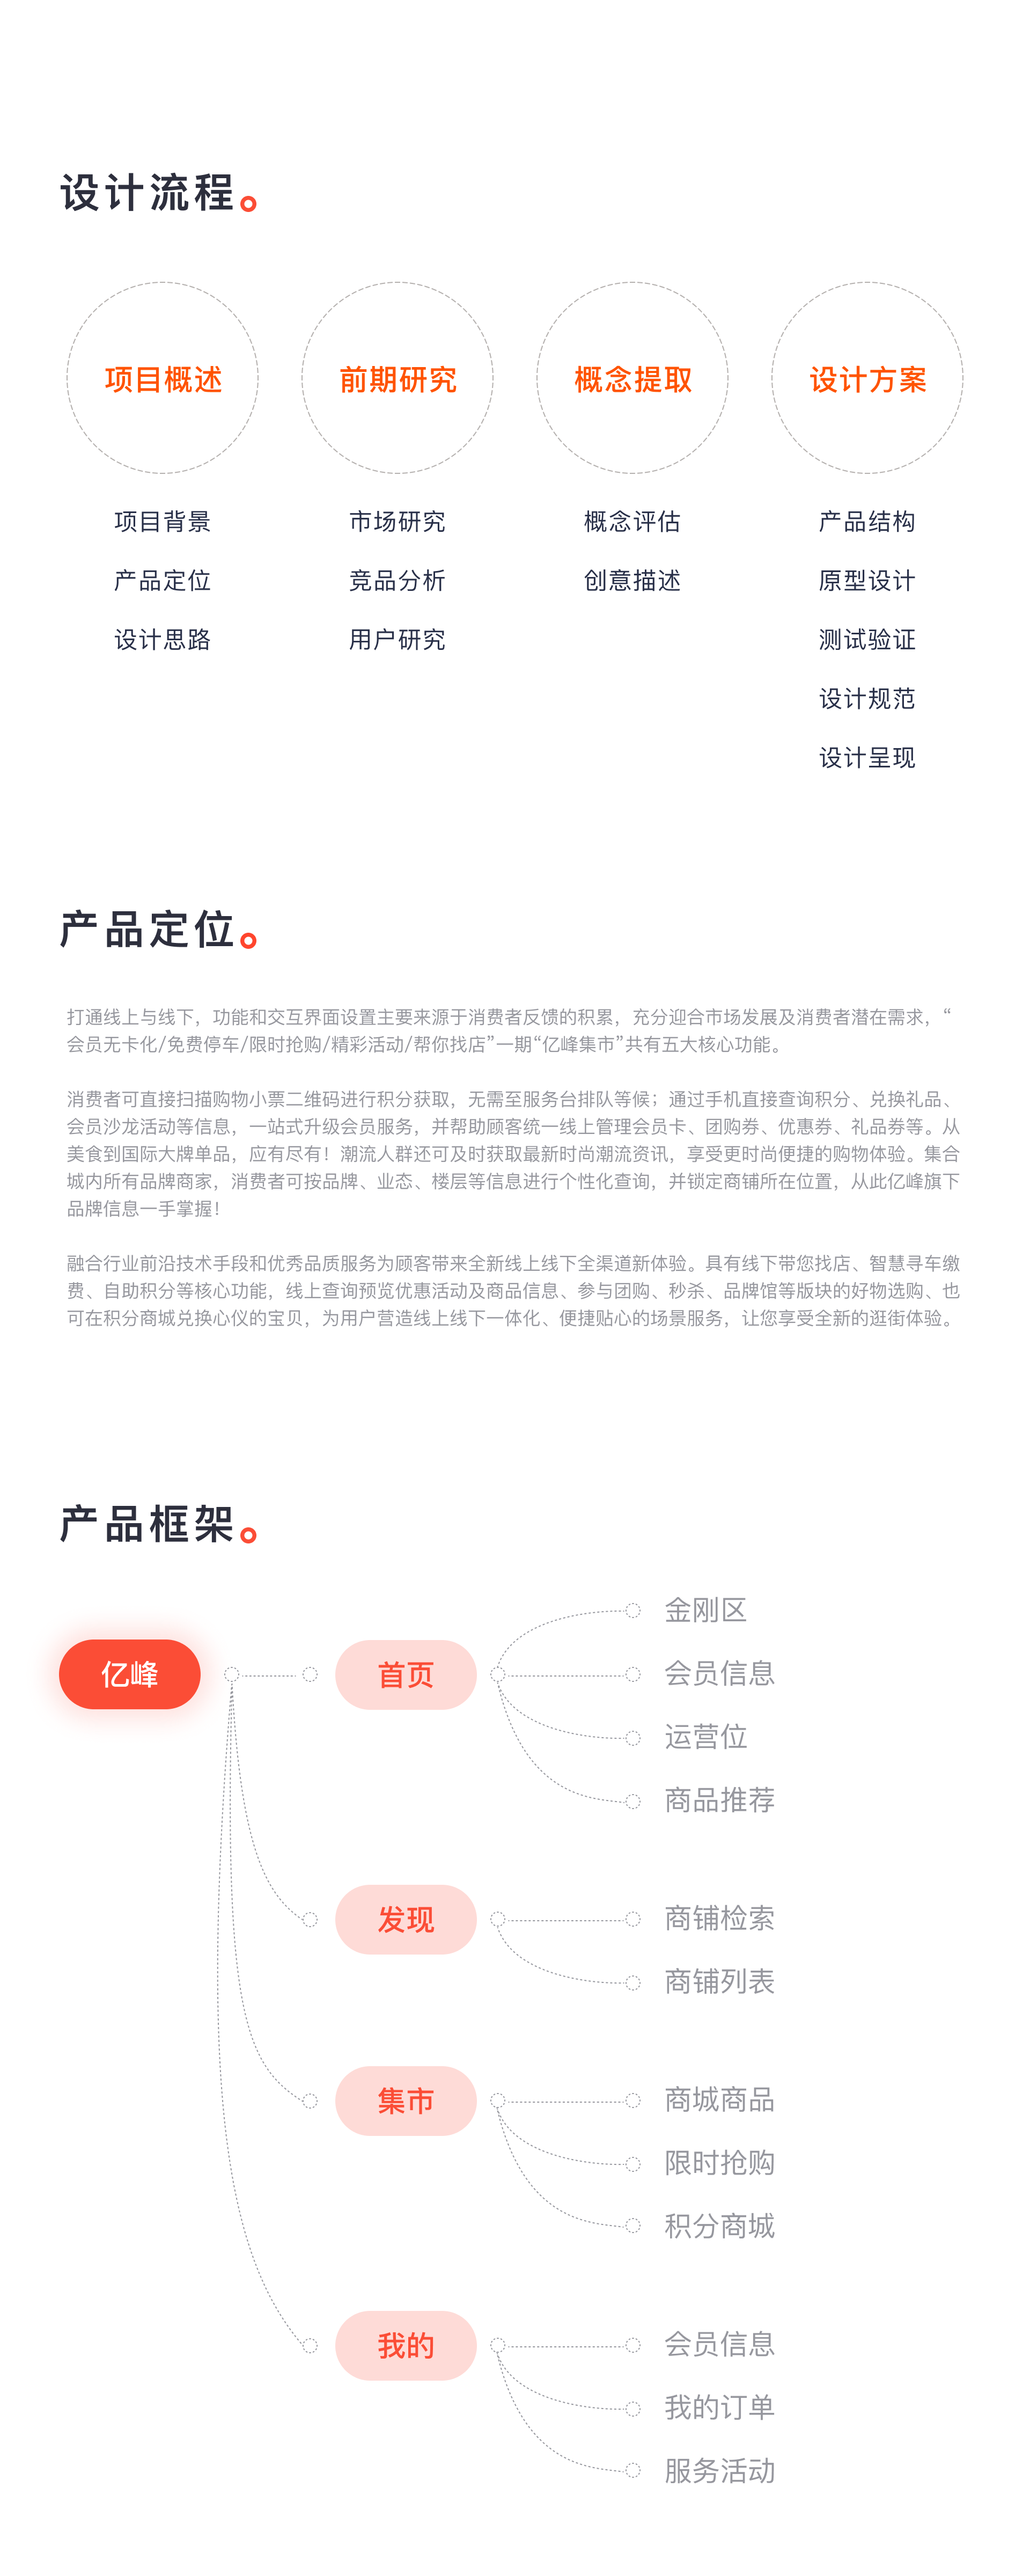 设计流程
项目概述 前期研究 概念提取 设计方案
项目背景 市场研究 概念评估 产品结构
产品定位 竞品分析 创意描述 原型设计
设计思路 用户研究 测试验证
设计规范
设计呈现
产品定位
打通线上与线下，功能和交互界面设置主要来源于消费者反馈的积累，充分迎合市场发展及消费者潜在需求，“
会员无卡化/免费停车/限时抢购/精彩活动/帮你找店”一期“亿峰集市”共有五大核心功能。
消费者可直接扫描购物小票二维码进行积分获取，无需至服务台排队等候；通过手机直接查询积分、兑换礼品、
会员沙龙活动等信息，一站式升级会员服务，并帮助顾客统一线上管理会员卡、团购券、优惠券、礼品券等。从
美食到国际大牌单品，应有尽有！潮流人群还可及时获取最新时尚潮流资讯，享受更时尚便捷的购物体验。集合
城内所有品牌商家，消费者可按品牌、业态、楼层等信息进行个性化查询，并锁定商铺所在位置，从此亿峰旗下
品牌信息一手掌握！
融合行业前沿技术手段和优秀品质服务为顾客带来全新线上线下全渠道新体验。具有线下带您找店、智慧寻车缴
费、自助积分等核心功能，线上查询预览优惠活动及商品信息、参与团购、秒杀、品牌馆等版块的好物选购、也
可在积分商城兑换心仪的宝贝，为用户营造线上线下一体化、便捷贴心的场景服务，让您享受全新的逛街体验。
产品框架
亿峰
首页
金刚区
会员信息
运营位
商品推荐
发现
商铺检索
商铺列表
集市
商城商品
限时抢购
积分商城
我的
会员信息
我的订单
服务活动